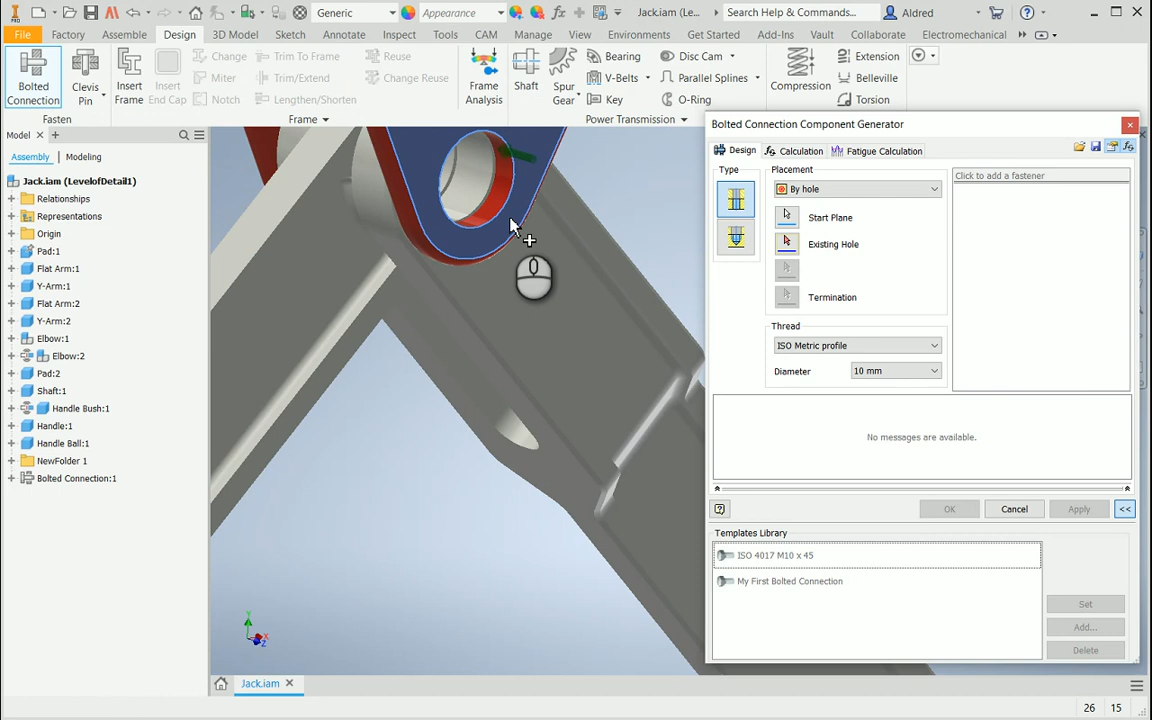 Generic
Appearance
Jack.iam (Le...
Search Help & Commands...
Aldred
File
Factory
Assemble
Design
3D Model
Sketch
Annotate
Inspect
Tools
CAM
Manage
View
Environments
Get Started
Add-Ins
Vault
Collaborate
Electromechanical
Bolted
Connection
Clevis
Pin
Insert
Frame
Insert
End Cap
Change
Miter
Notch
Trim To Frame
Trim/Extend
Lengthen/Shorten
Reuse
Change Reuse
Frame
Analysis
Shaft
Spur
Gear
Bearing
V-Belts
Key
Disc Cam
Parallel Splines
O-Ring
Compression
Extension
Belleville
Torsion
Fasten
Frame
Power Transmission
Model
Assembly
Modeling
Jack.iam (LevelofDetail1)
Relationships
Representations
Origin
Pad:1
Flat Arm:1
Y-Arm:1
Flat Arm:2
Y-Arm:2
Elbow:1
Elbow:2
Pad:2
Shaft:1
Handle Bush:1
Handle:1
Handle Ball:1
NewFolder 1
Bolted Connection:1
Bolted Connection Component Generator
Design
Calculation
Fatigue Calculation
Type
Placement
By hole
Start Plane
Existing Hole
Termination
Thread
ISO Metric profile
Diameter
10 mm
Click to add a fastener
No messages are available.
OK
Cancel
Apply
<<
Templates Library
ISO 4017 M10 x 45
My First Bolted Connection
Set
Add...
Delete
Y
X
Z
Jack.iam
26 15